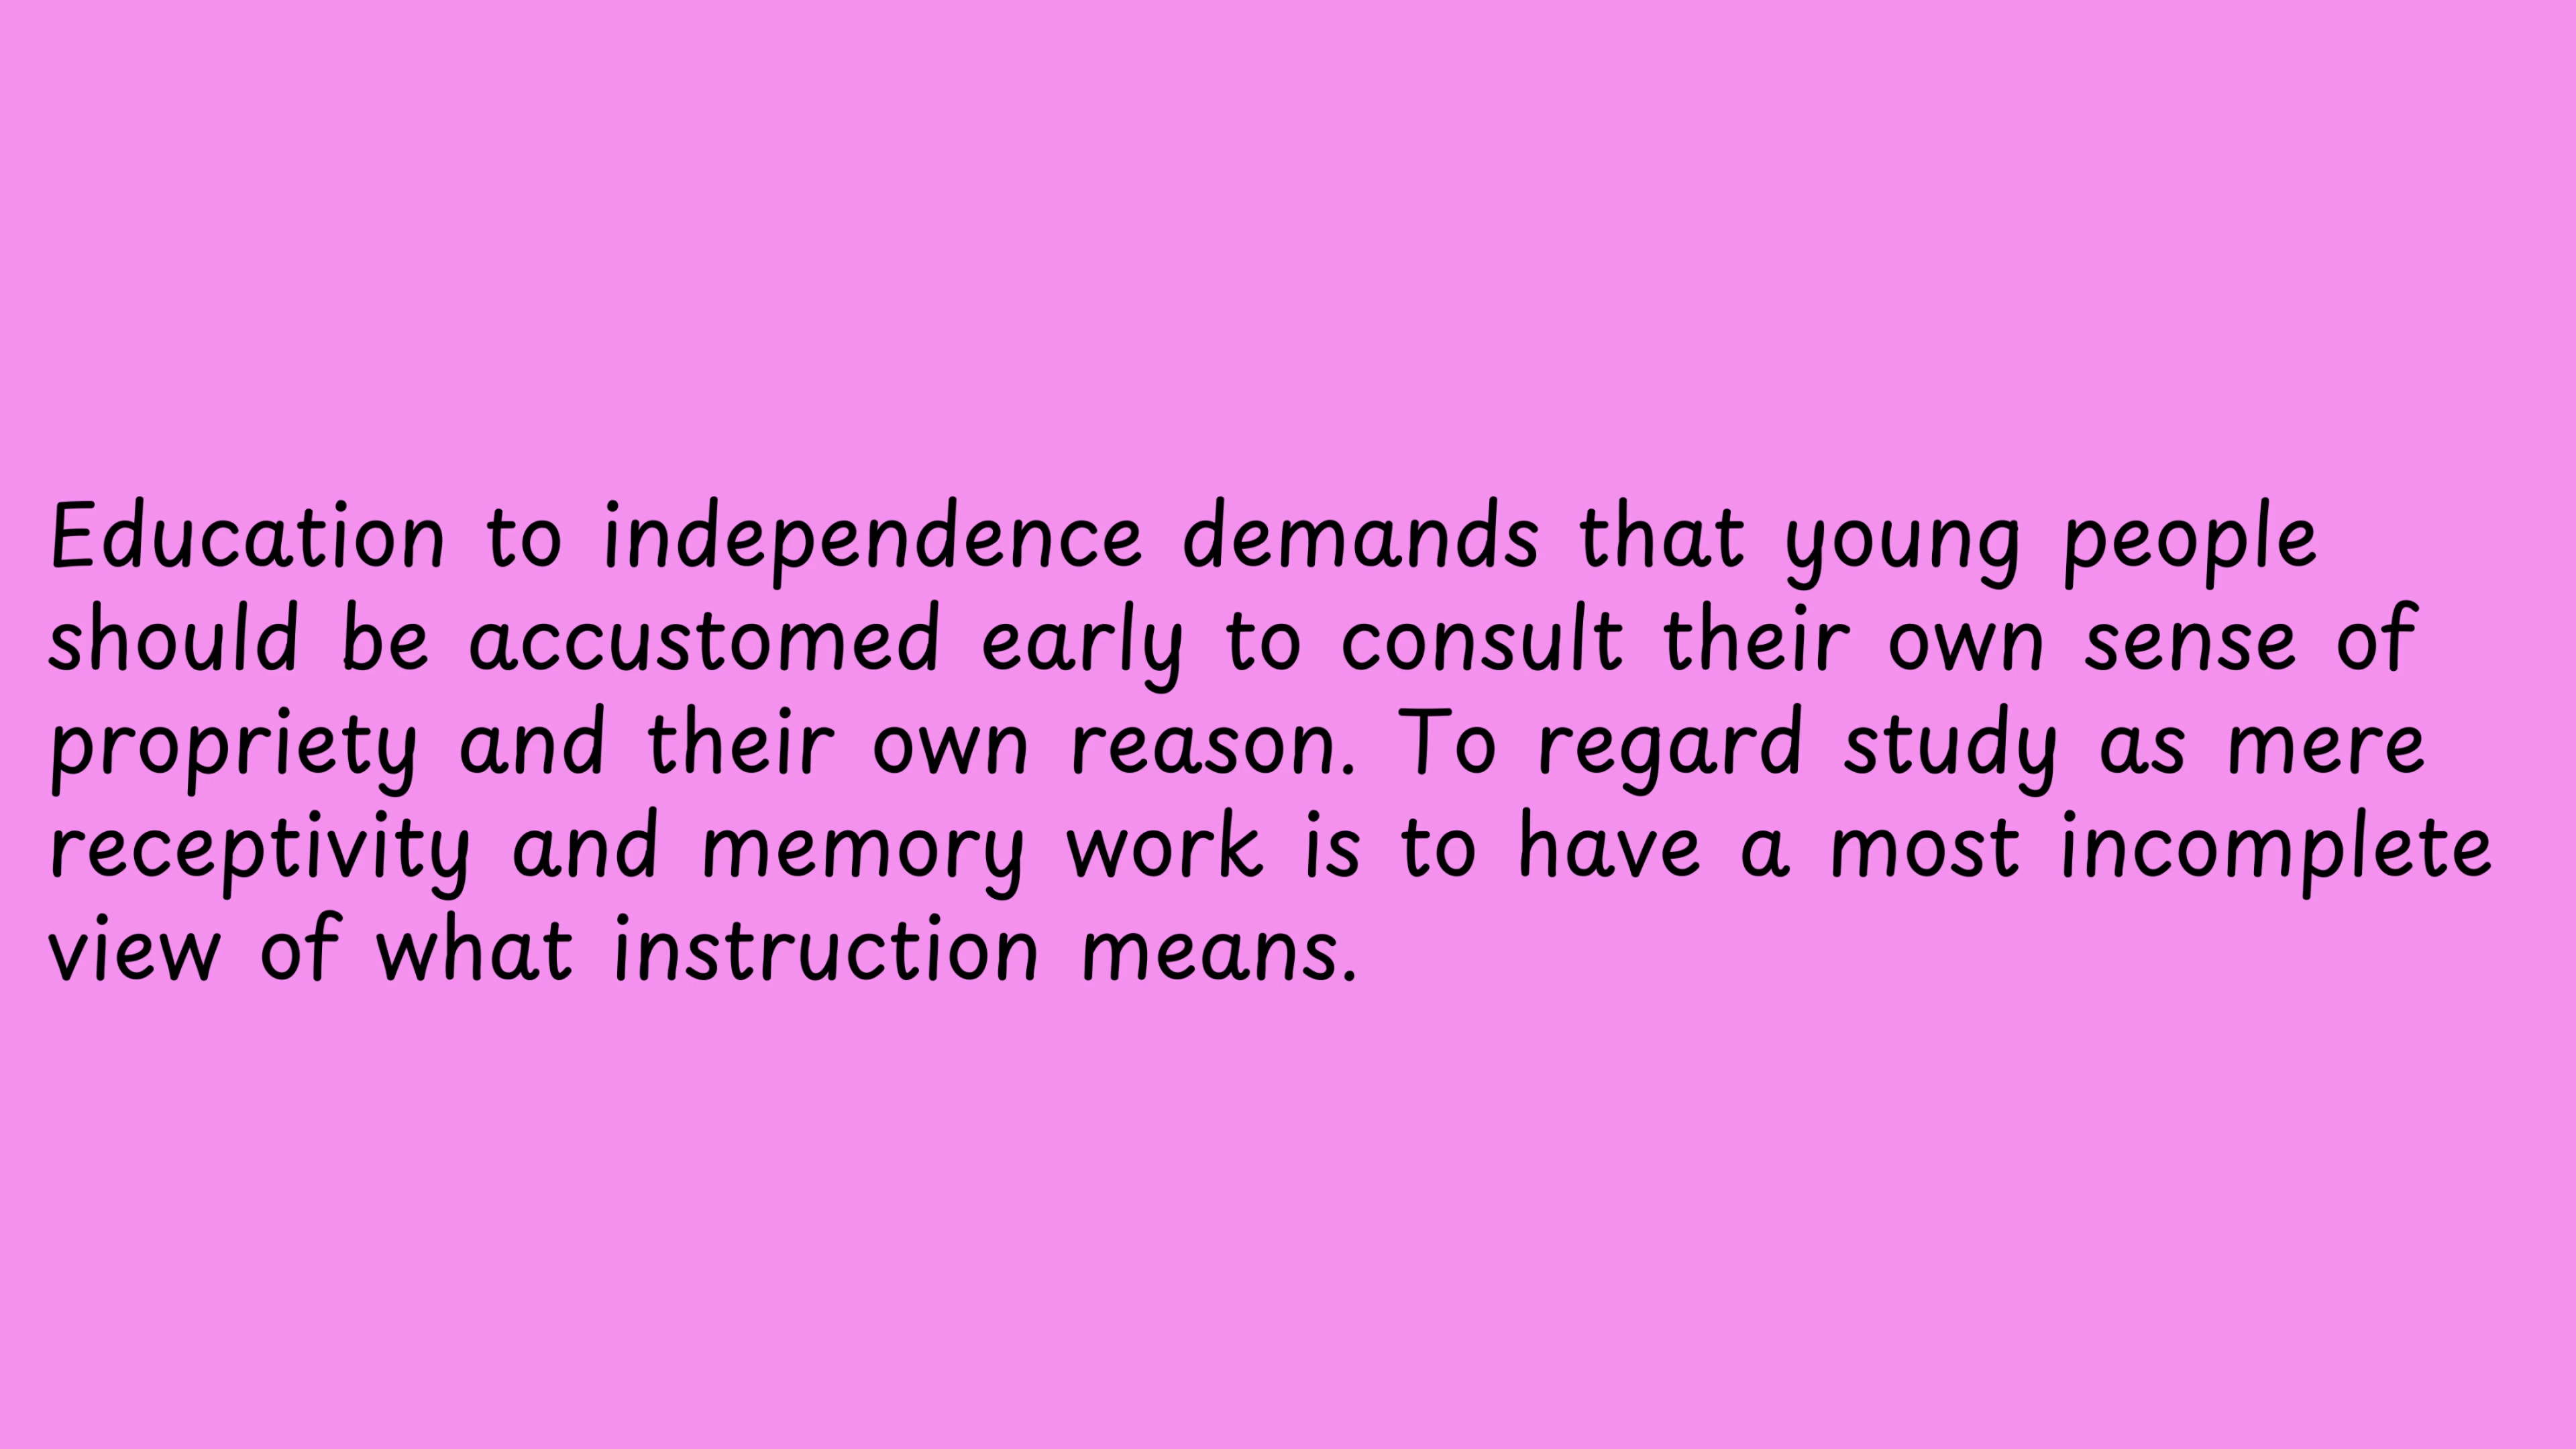 Education to independence demands that young people
should be accustomed early to consult their own sense of
propriety and their own reason. To regard study as mere
receptivity and memory work is to have a most incomplete
view of what instruction means.